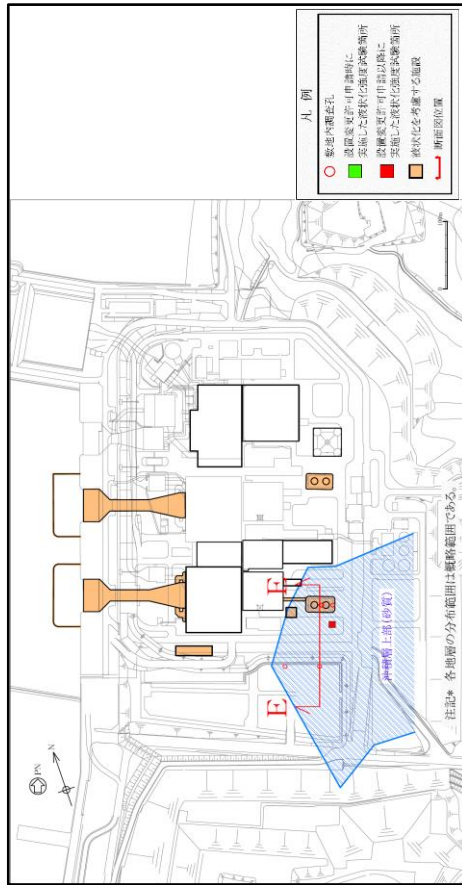 凡　例
敷地内調査孔
設置変更許可申請時に
実施した液状化強度試験箇所
設置変更許可申請以降に
実施した液状化強度試験箇所
液状化を考慮する施設
断面図位置
PN
N
E
E
沖積層上部(砂質)
100m
注記* 各地層の分布範囲は概略範囲である。